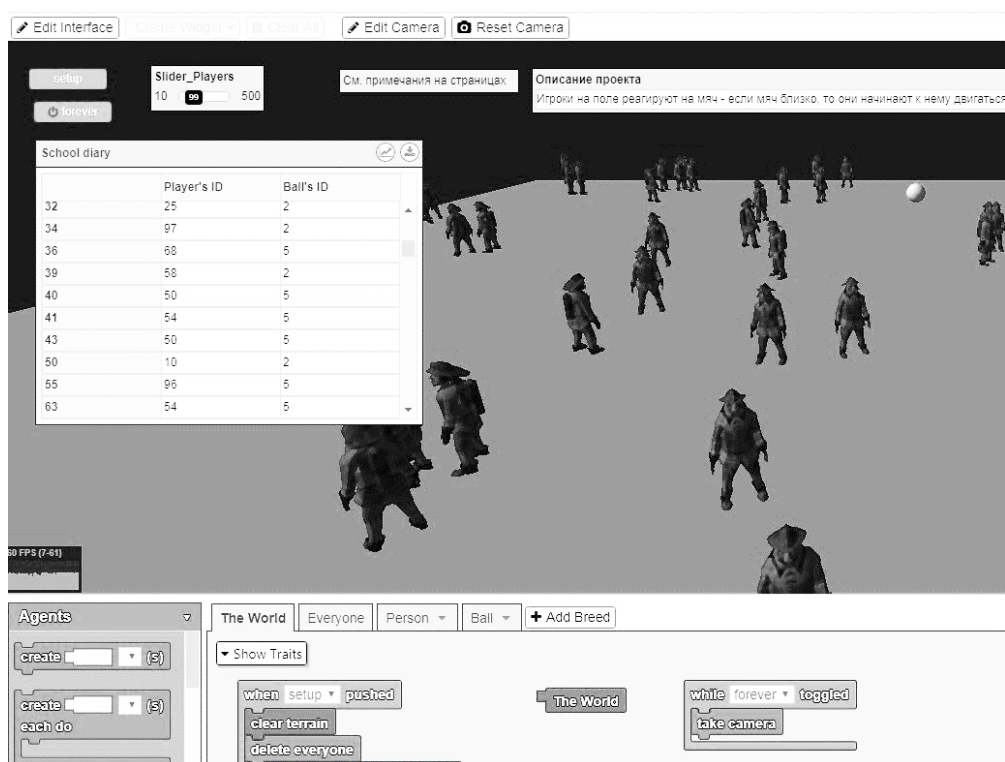 Edit Interface Create Widget Clear All Edit Camera Reset Camera
setup
Slider_Players
10 99 500
См. примечания на страницах
Описание проекта
Игроки на поле реагируют на мяч - если мяч близко, то они начинают к нему двигаться
forever
School diary
Player's ID Ball's ID
32 25 2
34 97 2
36 68 5
39 58 2
40 50 5
41 54 5
43 50 5
50 10 2
55 96 5
63 54 5
60 FPS (7-61)
Agents
The World Everyone Person Ball + Add Breed
Show Traits
create (s)
create (s)
each do
when setup pushed
clear terrain
delete everyone
The World
while forever toggled
take camera